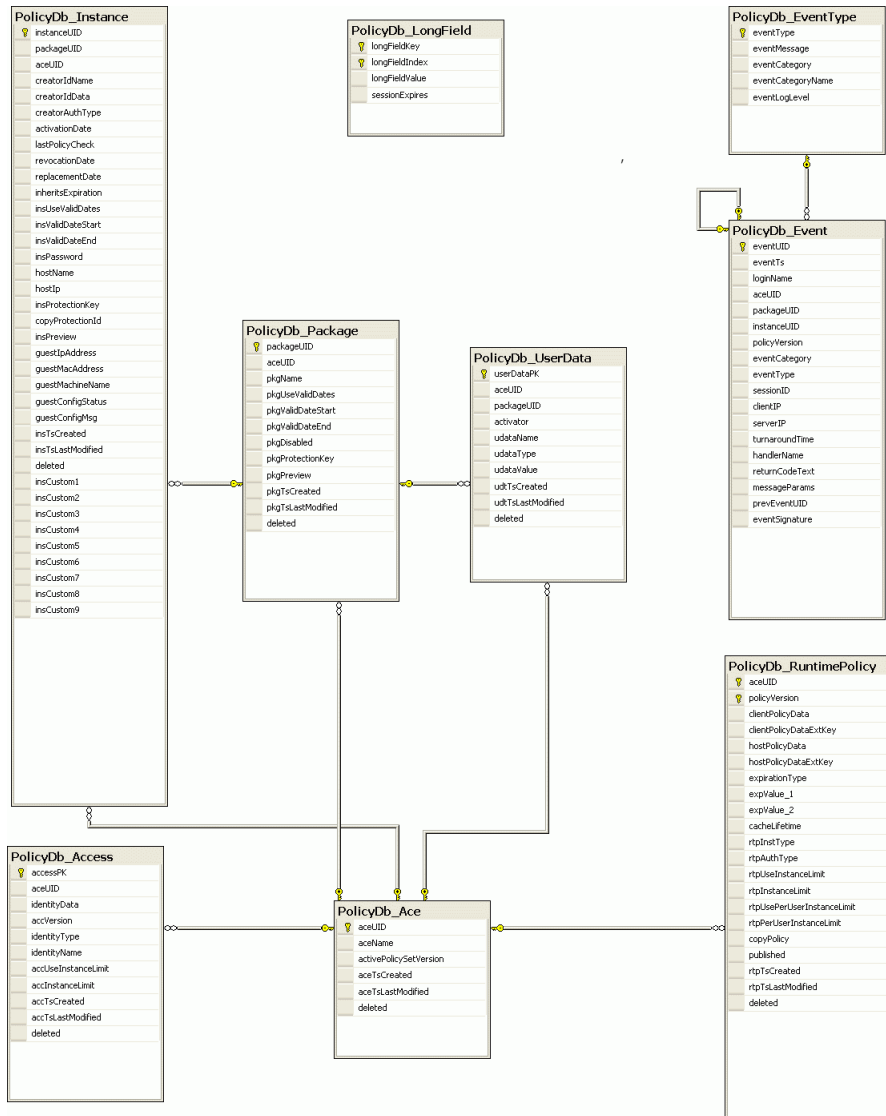 PolicyDb_Instance
instanceUID
packageUID
aceUID
creatorIdName
creatorIdData
creatorAuthType
activationDate
lastPolicyCheck
revocationDate
replacementDate
inheritsExpiration
insUseValidDates
insValidDateStart
insValidDateEnd
insPassword
hostName
hostIp
insProtectionKey
copyProtectionId
insPreview
guestIpAddress
guestMacAddress
guestMachineName
guestConfigStatus
guestConfigMsg
insTsCreated
insTsLastModified
deleted
insCustom1
insCustom2
insCustom3
insCustom4
insCustom5
insCustom6
insCustom7
insCustom8
insCustom9
PolicyDb_LongField
longFieldKey
longFieldIndex
longFieldValue
sessionExpires
PolicyDb_EventType
eventType
eventMessage
eventCategory
eventCategoryName
eventLogLevel
,
PolicyDb_Event
eventUID
eventTs
loginName
aceUID
packageUID
instanceUID
policyVersion
eventCategory
eventType
sessionID
clientIP
serverIP
turnaroundTime
handlerName
returnCodeText
messageParams
prevEventUID
eventSignature
PolicyDb_Package
packageUID
aceUID
pkgName
pkgUseValidDates
pkgValidDateStart
pkgValidDateEnd
pkgDisabled
pkgProtectionKey
pkgPreview
pkgTsCreated
pkgTsLastModified
deleted
PolicyDb_UserData
userDataPK
aceUID
packageUID
activator
udataName
udataType
udataValue
udtTsCreated
udtTsLastModified
deleted
PolicyDb_RuntimePolicy
aceUID
policyVersion
clientPolicyData
clientPolicyDataExtKey
hostPolicyData
hostPolicyDataExtKey
expirationType
expValue_1
expValue_2
cacheLifetime
rtpInstType
rtpAuthType
rtpUseInstanceLimit
rtpInstanceLimit
rtpUsePerUserInstanceLimit
rtpPerUserInstanceLimit
copyPolicy
published
rtpTsCreated
rtpTsLastModified
deleted
PolicyDb_Access
accessPK
aceUID
identityData
accVersion
identityType
identityName
accUseInstanceLimit
accInstanceLimit
accTsCreated
accTsLastModified
deleted
PolicyDb_Ace
aceUID
aceName
activePolicySetVersion
aceTsCreated
aceTsLastModified
deleted